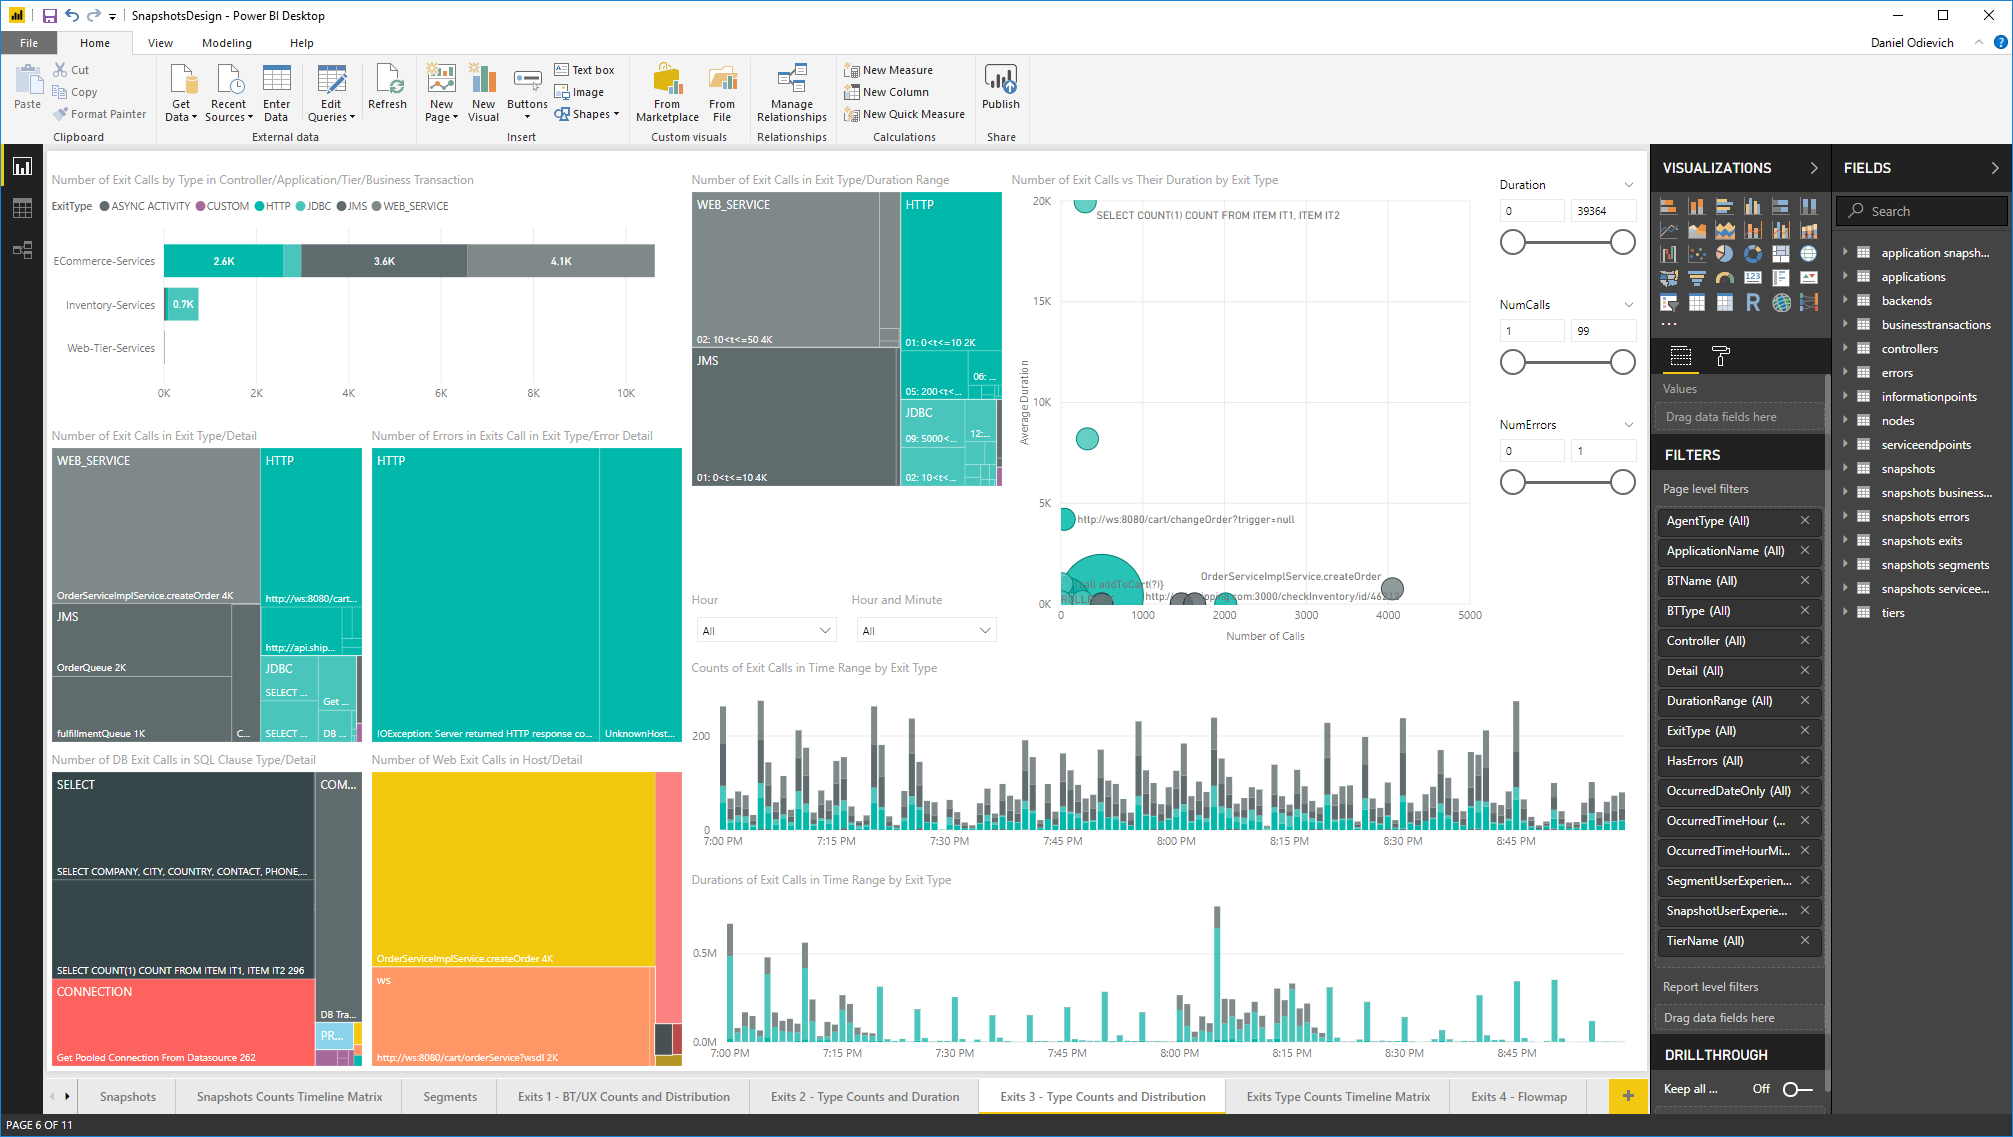 SnapshotsDesign - Power BI Desktop
File Home View Modeling Help
Daniel Odievich
Paste
Cut
Copy
Format Painter
Clipboard
Get Data
Recent Sources
Enter Data
Edit Queries
Refresh
External data
New Page
New Visual
Buttons
Text box
Image
Shapes
Insert
From Marketplace
From File
Custom visuals
Manage Relationships
Relationships
New Measure
New Column
New Quick Measure
Calculations
Publish
Share
Number of Exit Calls by Type in Controller/Application/Tier/Business Transaction
ExitType ASYNC ACTIVITY CUSTOM HTTP JDBC JMS WEB_SERVICE
ECommerce-Services 2.6K 3.6K 4.1K
Inventory-Services 0.7K
Web-Tier-Services
0K 2K 4K 6K 8K 10K
Number of Exit Calls in Exit Type/Detail
WEB_SERVICE
OrderServiceImplService.createOrder 4K
JMS
OrderQueue 2K
fulfillmentQueue 1K
C...
HTTP
http://ws:8080/cart...
http://api.ship...
JDBC
SELECT ...
SELECT ...
Get ...
DB ...
Number of Errors in Exits Call in Exit Type/Error Detail
HTTP
IOException: Server returned HTTP response co...
UnknownHost...
Number of DB Exit Calls in SQL Clause Type/Detail
SELECT
SELECT COMPANY, CITY, COUNTRY, CONTACT, PHONE,...
SELECT COUNT(1) COUNT FROM ITEM IT1, ITEM IT2 296
CONNECTION
Get Pooled Connection From Datasource 262
COM...
DB Tra...
PR...
Number of Web Exit Calls in Host/Detail
OrderServiceImplService.createOrder 4K
ws
http://ws:8080/cart/orderService?wsdl 2K
Number of Exit Calls in Exit Type/Duration Range
WEB_SERVICE
02: 10<t<=50 4K
JMS
01: 0<t<=10 4K
HTTP
01: 0<t<=10 2K
05: 200<t<...
06: ...
JDBC
09: 5000<...
12:...
02: 10<t<...
Number of Exit Calls vs Their Duration by Exit Type
Average Duration
20K
15K
10K
5K
0K
SELECT COUNT(1) COUNT FROM ITEM IT1, ITEM IT2
http://ws:8080/cart/changeOrder?trigger=null
OrderServiceImplService.createOrder
call addToCart(?)}
0 1000 2000 3000 4000 5000
Number of Calls
Duration
0 39364
NumCalls
1 99
NumErrors
0 1
Hour
All
Hour and Minute
All
Counts of Exit Calls in Time Range by Exit Type
200
0
7:00 PM 7:15 PM 7:30 PM 7:45 PM 8:00 PM 8:15 PM 8:30 PM 8:45 PM
Durations of Exit Calls in Time Range by Exit Type
0.5M
0.0M
7:00 PM 7:15 PM 7:30 PM 7:45 PM 8:00 PM 8:15 PM 8:30 PM 8:45 PM
VISUALIZATIONS
Values
Drag data fields here
FILTERS
Page level filters
AgentType (All)
ApplicationName (All)
BTName (All)
BTType (All)
Controller (All)
Detail (All)
DurationRange (All)
ExitType (All)
HasErrors (All)
OccurredDateOnly (All)
OccurredTimeHour (...
OccurredTimeHourMi...
SegmentUserExperien...
SnapshotUserExperie...
TierName (All)
Report level filters
Drag data fields here
DRILLTHROUGH
Keep all ... Off
FIELDS
Search
application snapsh...
applications
backends
businesstransactions
controllers
errors
informationpoints
nodes
serviceendpoints
snapshots
snapshots business...
snapshots errors
snapshots exits
snapshots segments
snapshots servicee...
tiers
Snapshots
Snapshots Counts Timeline Matrix
Segments
Exits 1 - BT/UX Counts and Distribution
Exits 2 - Type Counts and Duration
Exits 3 - Type Counts and Distribution
Exits Type Counts Timeline Matrix
Exits 4 - Flowmap
PAGE 6 OF 11